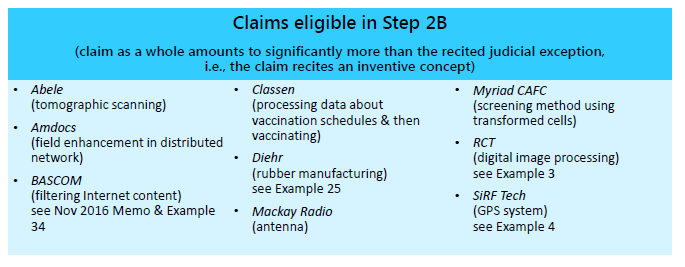 Claims eligible in Step 2B
(claim as a whole amounts to significantly more than the recited judicial exception,
i.e., the claim recites an inventive concept)
• Abele
(tomographic scanning)
• Amdocs
(field enhancement in distributed
network)
• BASCOM
(filtering Internet content)
see Nov 2016 Memo & Example
34
• Classen
(processing data about
vaccination schedules & then
vaccinating)
• Diehr
(rubber manufacturing)
see Example 25
• Mackay Radio
(antenna)
• Myriad CAFC
(screening method using
transformed cells)
• RCT
(digital image processing)
see Example 3
• SiRF Tech
(GPS system)
see Example 4